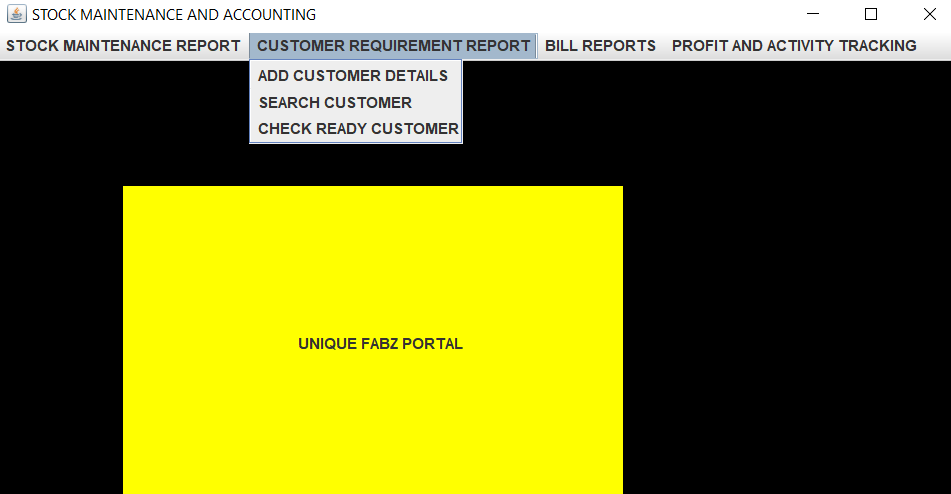 STOCK MAINTENANCE AND ACCOUNTING
STOCK MAINTENANCE REPORT CUSTOMER REQUIREMENT REPORT BILL REPORTS PROFIT AND ACTIVITY TRACKING
ADD CUSTOMER DETAILS
SEARCH CUSTOMER
CHECK READY CUSTOMER
UNIQUE FABZ PORTAL